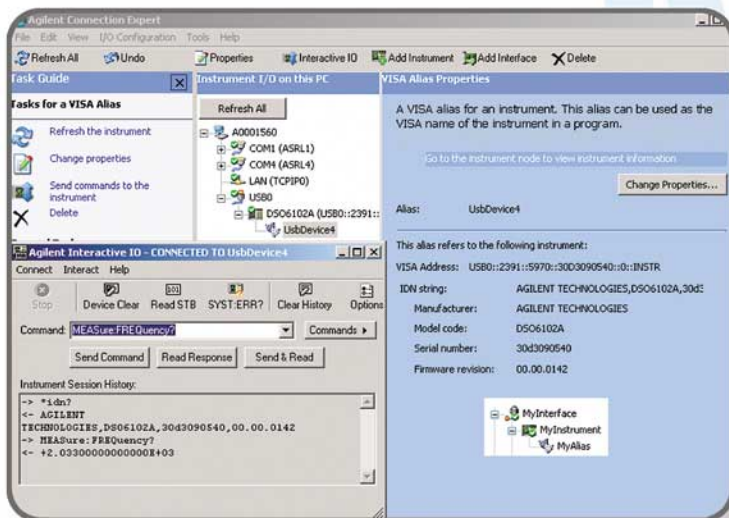 Agilent Connection Expert
File Edit View I/O Configuration Tools Help
Refresh All Undo Properties Interactive IO Add Instrument Add Interface Delete
Task Guide
Tasks for a VISA Alias
Refresh the instrument
Change properties
Send commands to the
instrument
Delete
Instrument I/O on this PC
Refresh All
A0001560
COM1 (ASRL1)
COM4 (ASRL4)
LAN (TCPIP0)
USB0
DSO6102A (USB0::2391::
UsbDevice4
VISA Alias Properties
A VISA alias for an instrument. This alias can be used as the
VISA name of the instrument in a program.
Go to the instrument node to view instrument information
Change Properties...
Alias: UsbDevice4
This alias refers to the following instrument:
VISA Address: USB0::2391::5970::30D3090540::0::INSTR
IDN string: AGILENT TECHNOLOGIES,DSO6102A,30d3
Manufacturer: AGILENT TECHNOLOGIES
Model code: DSO6102A
Serial number: 30d3090540
Firmware revision: 00.00.0142
MyInterface
MyInstrument
MyAlias
Agilent Interactive IO - CONNECTED TO UsbDevice4
Connect Interact Help
Stop Device Clear Read STB SYST:ERR? Clear History Options
Command: MEASure:FREQuency? Commands
Send Command Read Response Send & Read
Instrument Session History:
-> *idn?
<- AGILENT
TECHNOLOGIES,DSO6102A,30d3090540,00.00.0142
-> MEASure:FREQuency?
<- +2.03300000000000E+03